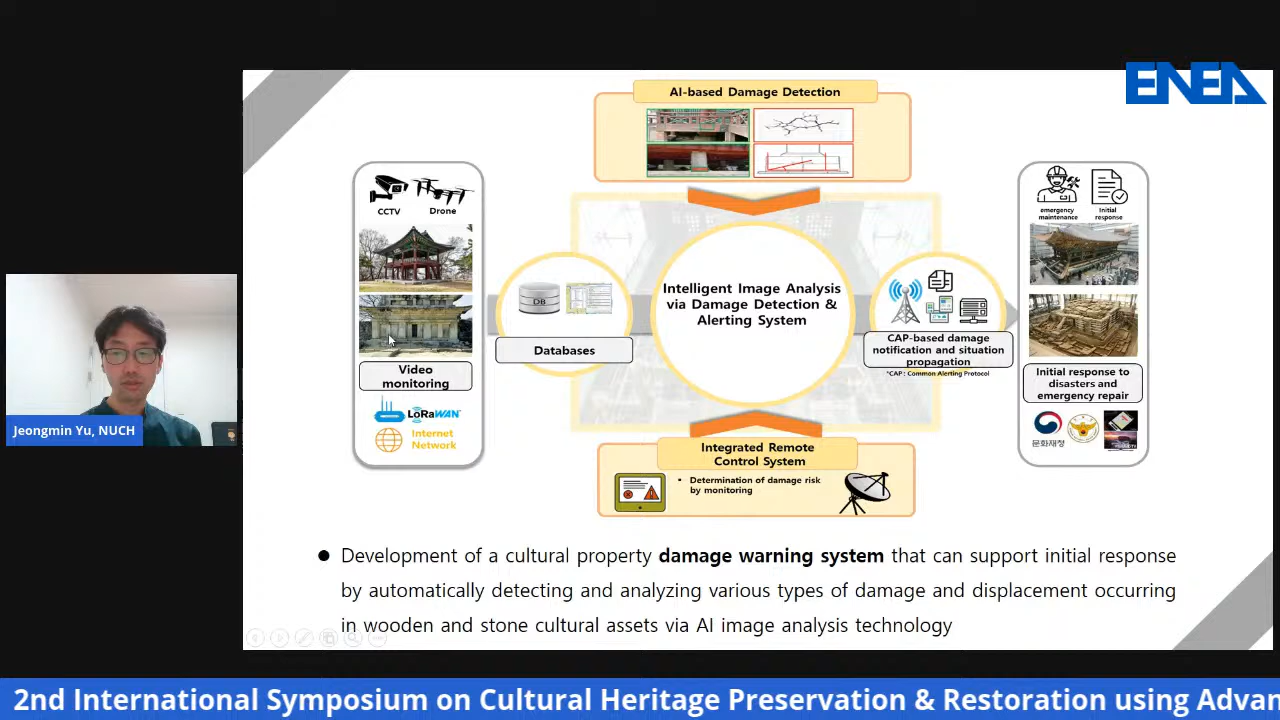 ENEA
AI-based Damage Detection
CCTV
Drone
Video
monitoring
LoRaWAN
Internet
Network
DB
Databases
Intelligent Image Analysis
via Damage Detection &
Alerting System
CAP-based damage
notification and situation
propagation
*CAP : Common Alerting Protocol
emergency
maintenance
Initial
response
Initial response to
disasters and
emergency repair
문화재청
Integrated Remote
Control System
• Determination of damage risk
by monitoring
● Development of a cultural property damage warning system that can support initial response
by automatically detecting and analyzing various types of damage and displacement occurring
in wooden and stone cultural assets via AI image analysis technology
Jeongmin Yu, NUCH
2nd International Symposium on Cultural Heritage Preservation & Restoration using Advan